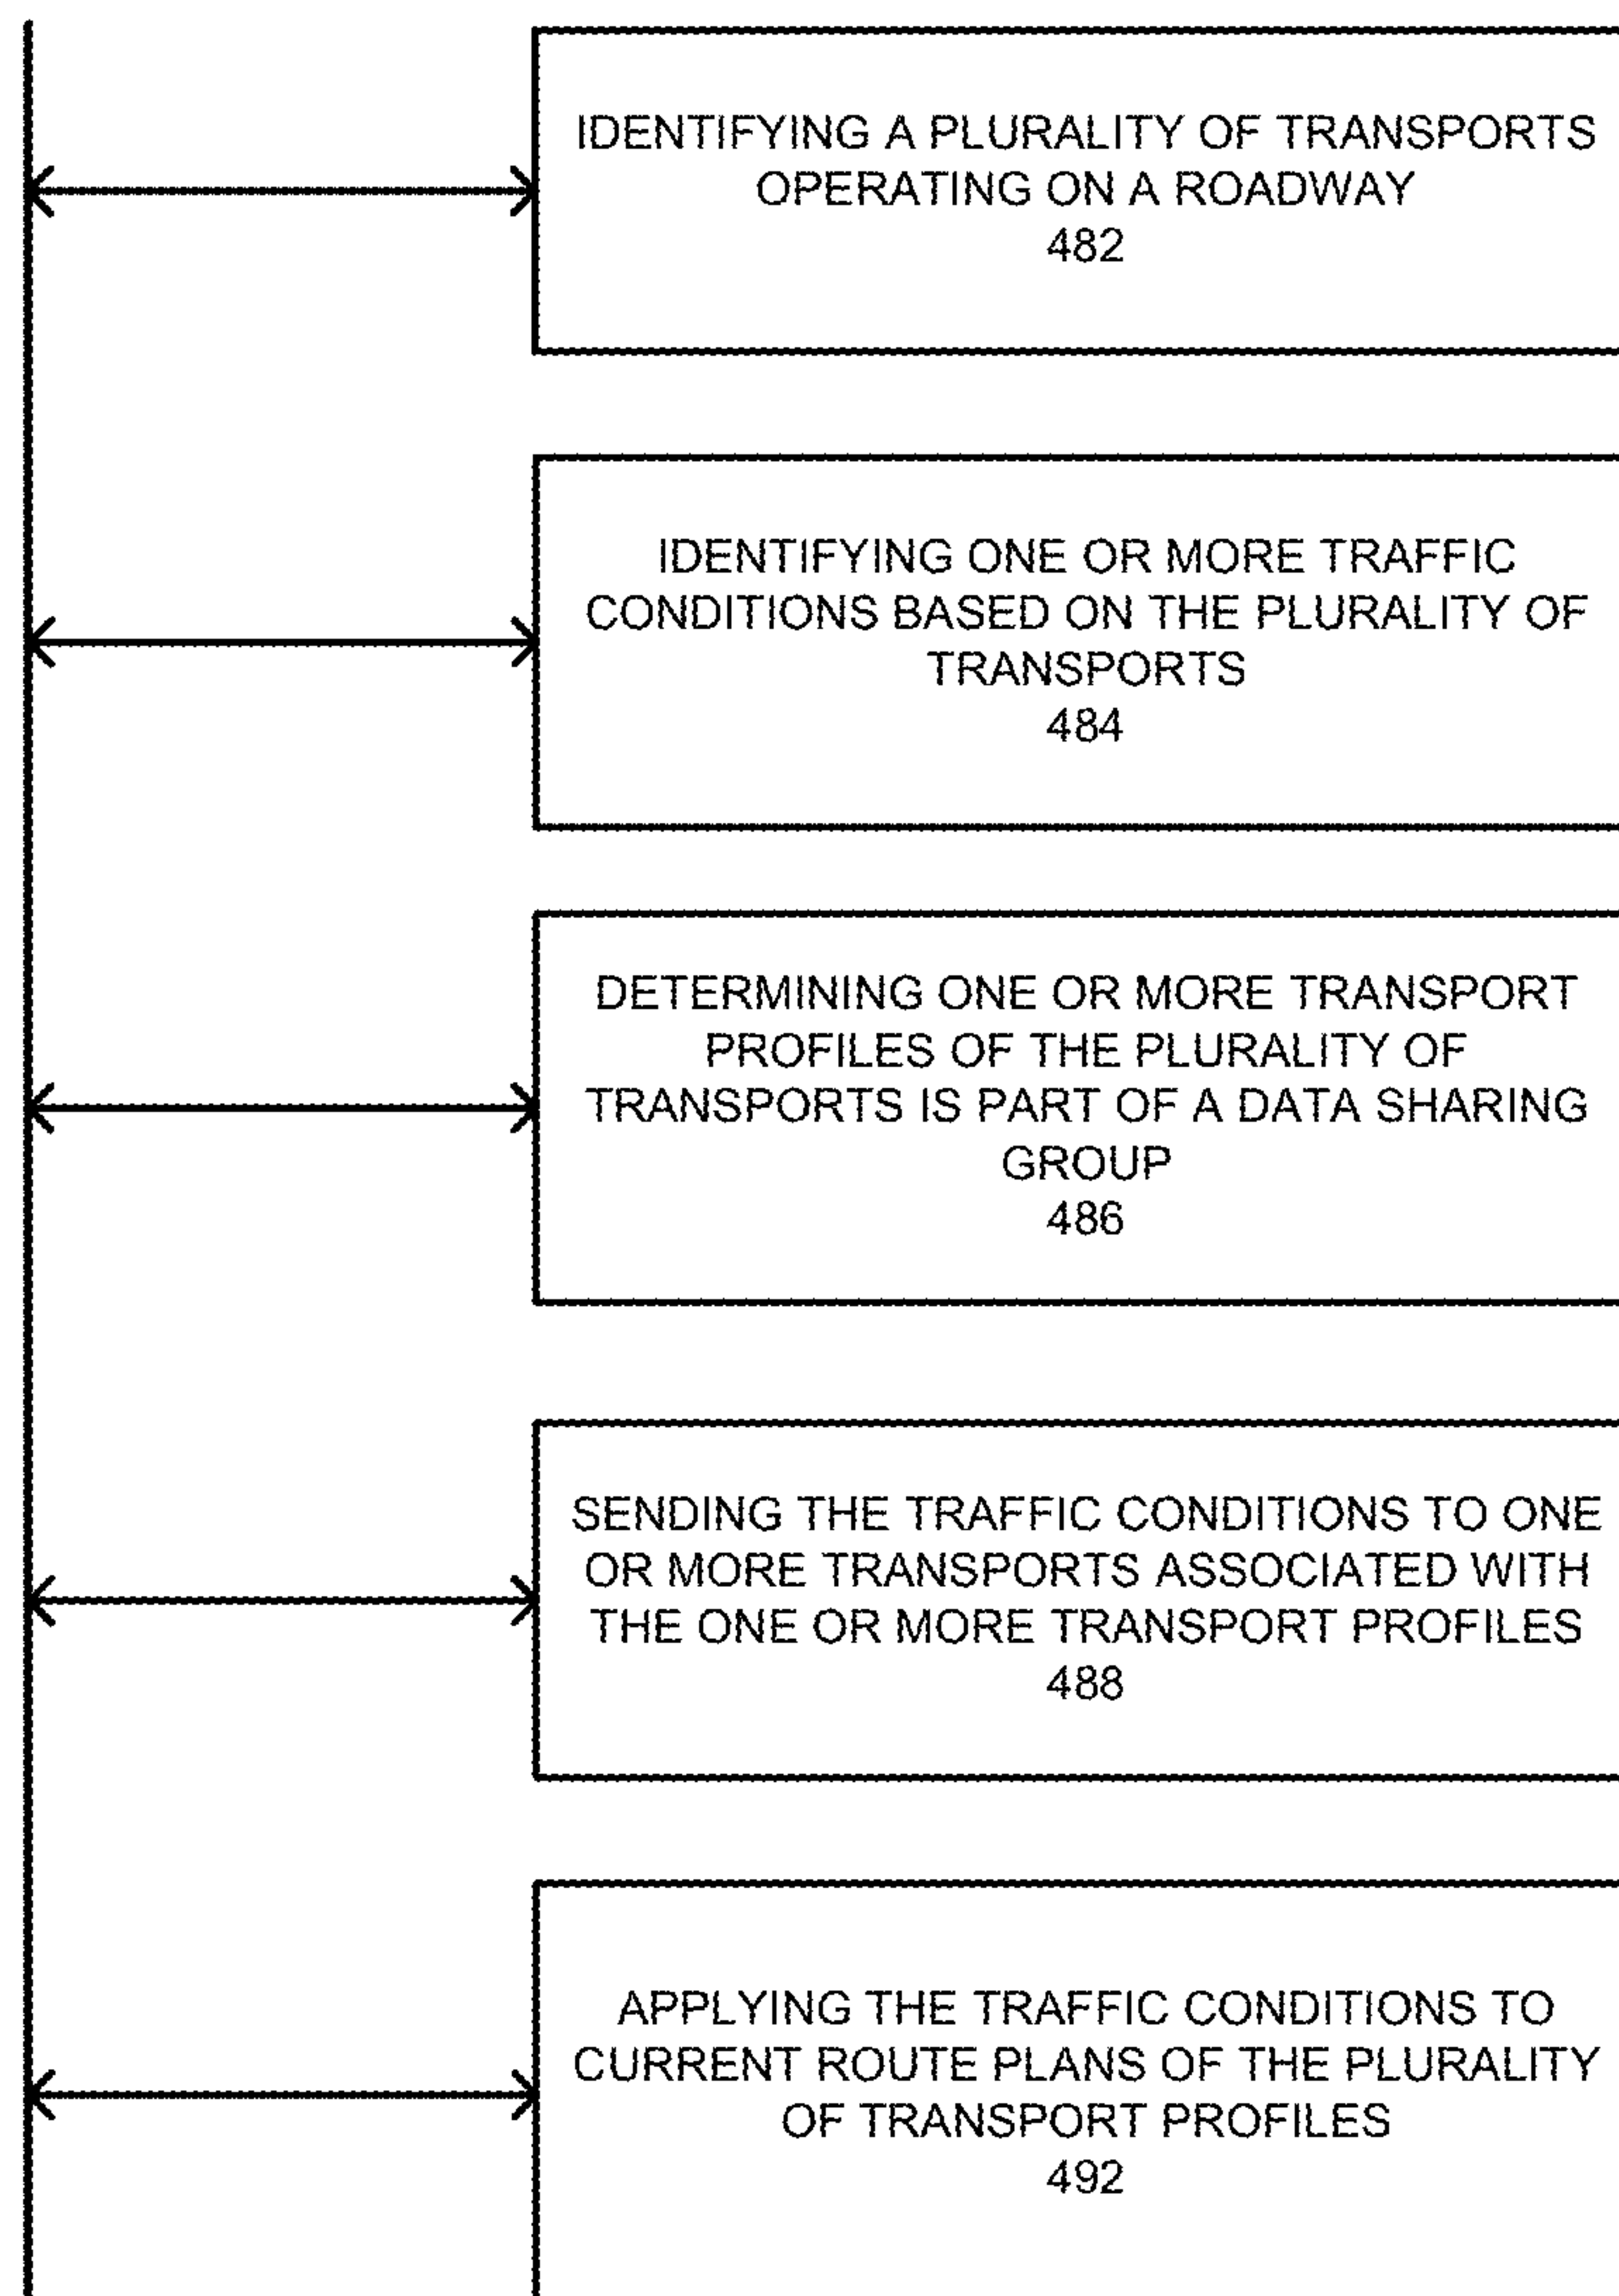 IDENTIFYING A PLURALITY OF TRANSPORTS
OPERATING ON A ROADWAY
482
IDENTIFYING ONE OR MORE TRAFFIC
CONDITIONS BASED ON THE PLURALITY OF
TRANSPORTS
484
DETERMINING ONE OR MORE TRANSPORT
PROFILES OF THE PLURALITY OF
TRANSPORTS IS PART OF A DATA SHARING
GROUP
486
SENDING THE TRAFFIC CONDITIONS TO ONE
OR MORE TRANSPORTS ASSOCIATED WITH
THE ONE OR MORE TRANSPORT PROFILES
488
APPLYING THE TRAFFIC CONDITIONS TO
CURRENT ROUTE PLANS OF THE PLURALITY
OF TRANSPORT PROFILES
492